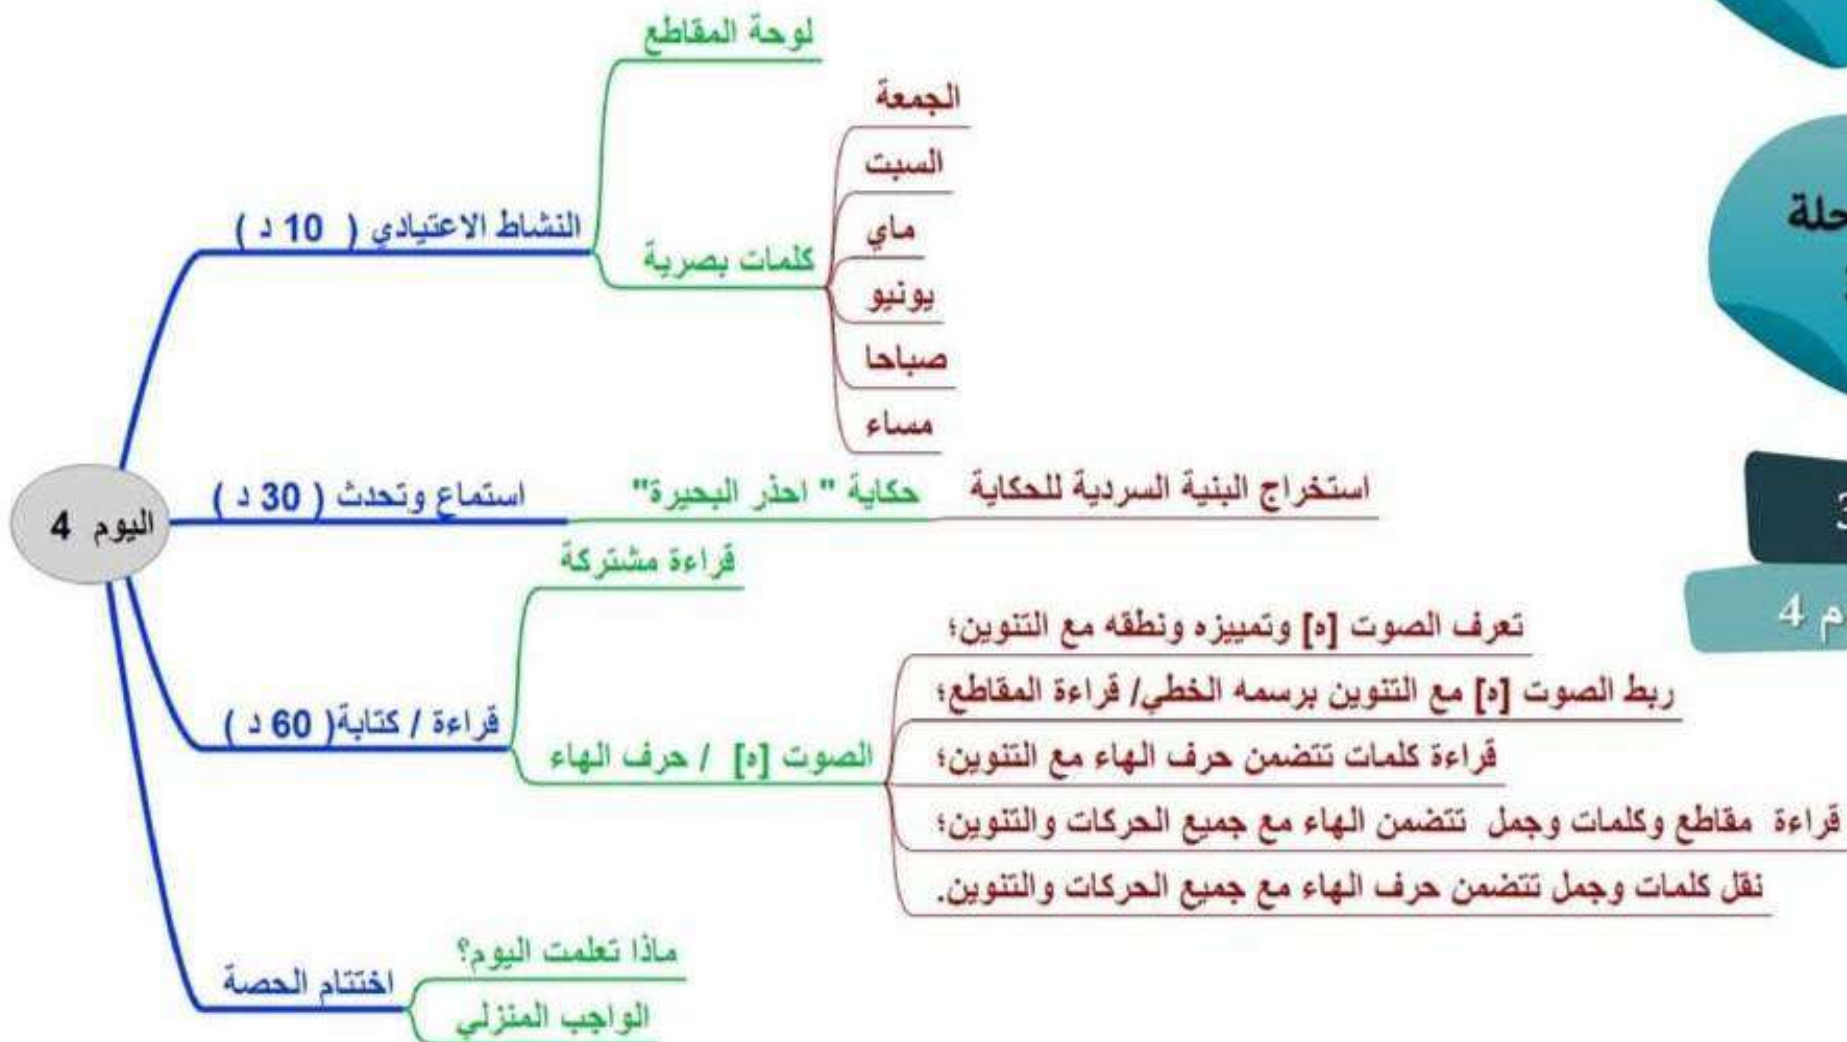 لوحة المقاطع
الجمعة
السبت
النشاط الاعتيادي ( 10 د )
كلمات بصرية
ماي
يونيو
صباحا
مساء
اليوم 4
استماع وتحدث ( 30 د )
حكاية " احذر البحيرة"
استخراج البنية السردية للحكاية
قراءة / كتابة( 60 د )
قراءة مشتركة
الصوت [ه] / حرف الهاء
تعرف الصوت [ه] وتمييزه ونطقه مع التنوين؛
ربط الصوت [ه] مع التنوين برسمه الخطي/ قراءة المقاطع؛
قراءة كلمات تتضمن حرف الهاء مع التنوين؛
قراءة مقاطع وكلمات وجمل تتضمن الهاء مع جميع الحركات والتنوين؛
نقل كلمات وجمل تتضمن حرف الهاء مع جميع الحركات والتنوين.
اختتام الحصة
ماذا تعلمت اليوم؟
الواجب المنزلي
حلة
3
م 4